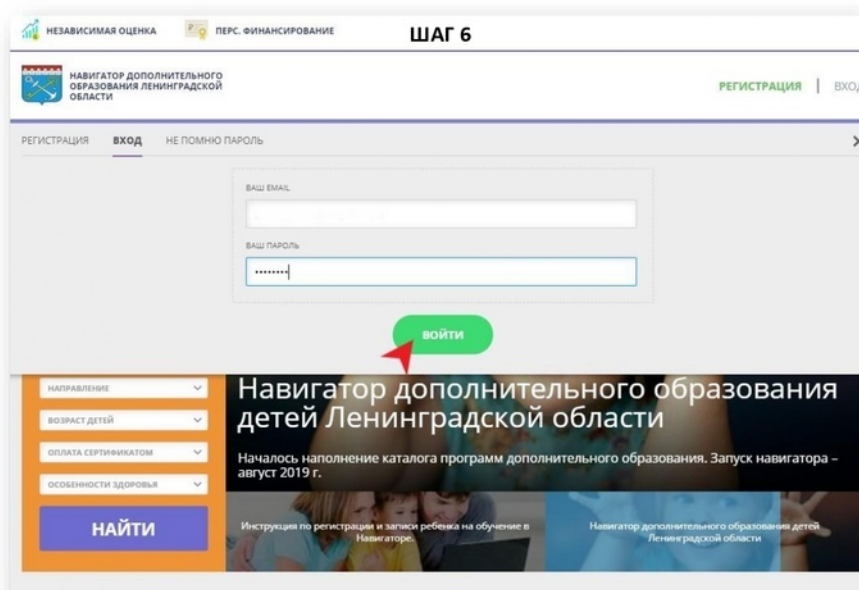 НЕЗАВИСИМАЯ ОЦЕНКА
ПЕРС. ФИНАНСИРОВАНИЕ
ШАГ 6
НАВИГАТОР ДОПОЛНИТЕЛЬНОГО
ОБРАЗОВАНИЯ ЛЕНИНГРАДСКОЙ
ОБЛАСТИ
РЕГИСТРАЦИЯ | ВХОД
РЕГИСТРАЦИЯ ВХОД НЕ ПОМНЮ ПАРОЛЬ
ВАШ EMAIL
ВАШ ПАРОЛЬ
••••••••
ВОЙТИ
НАПРАВЛЕНИЕ
ВОЗРАСТ ДЕТЕЙ
ОПЛАТА СЕРТИФИКАТОМ
ОСОБЕННОСТИ ЗДОРОВЬЯ
НАЙТИ
Навигатор дополнительного образования
детей Ленинградской области
Началось наполнение каталога программ дополнительного образования. Запуск навигатора –
август 2019 г.
Инструкция по регистрации и записи ребенка на обучение в
Навигаторе.
Навигатор дополнительного образования детей
Ленинградской области